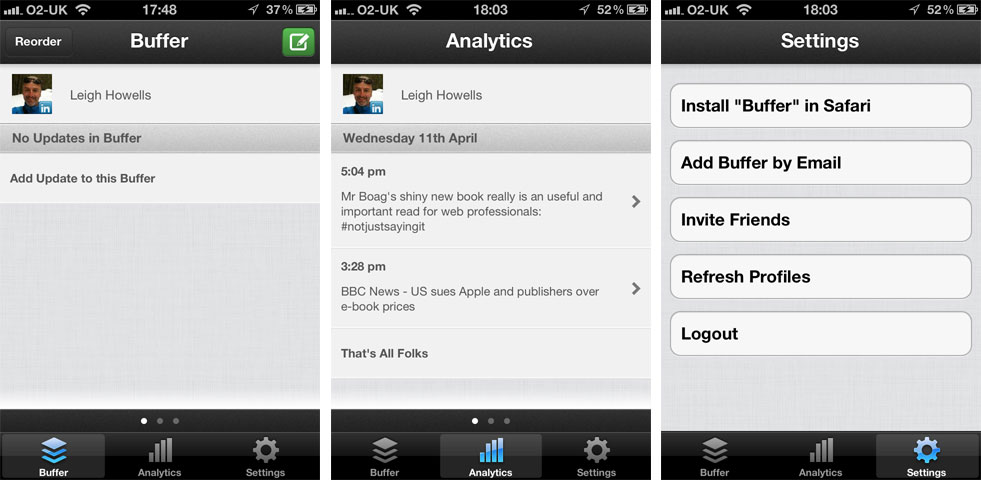 O2-UK 17:48 37%
Reorder Buffer
in
Leigh Howells
No Updates in Buffer
Add Update to this Buffer
Buffer Analytics Settings
O2-UK 18:03 52%
Analytics
in
Leigh Howells
Wednesday 11th April
5:04 pm
Mr Boag's shiny new book really is an useful and
important read for web professionals:
#notjustsayingit
3:28 pm
BBC News - US sues Apple and publishers over
e-book prices
That's All Folks
Buffer Analytics Settings
O2-UK 18:03 52%
Settings
Install "Buffer" in Safari
Add Buffer by Email
Invite Friends
Refresh Profiles
Logout
Buffer Analytics Settings